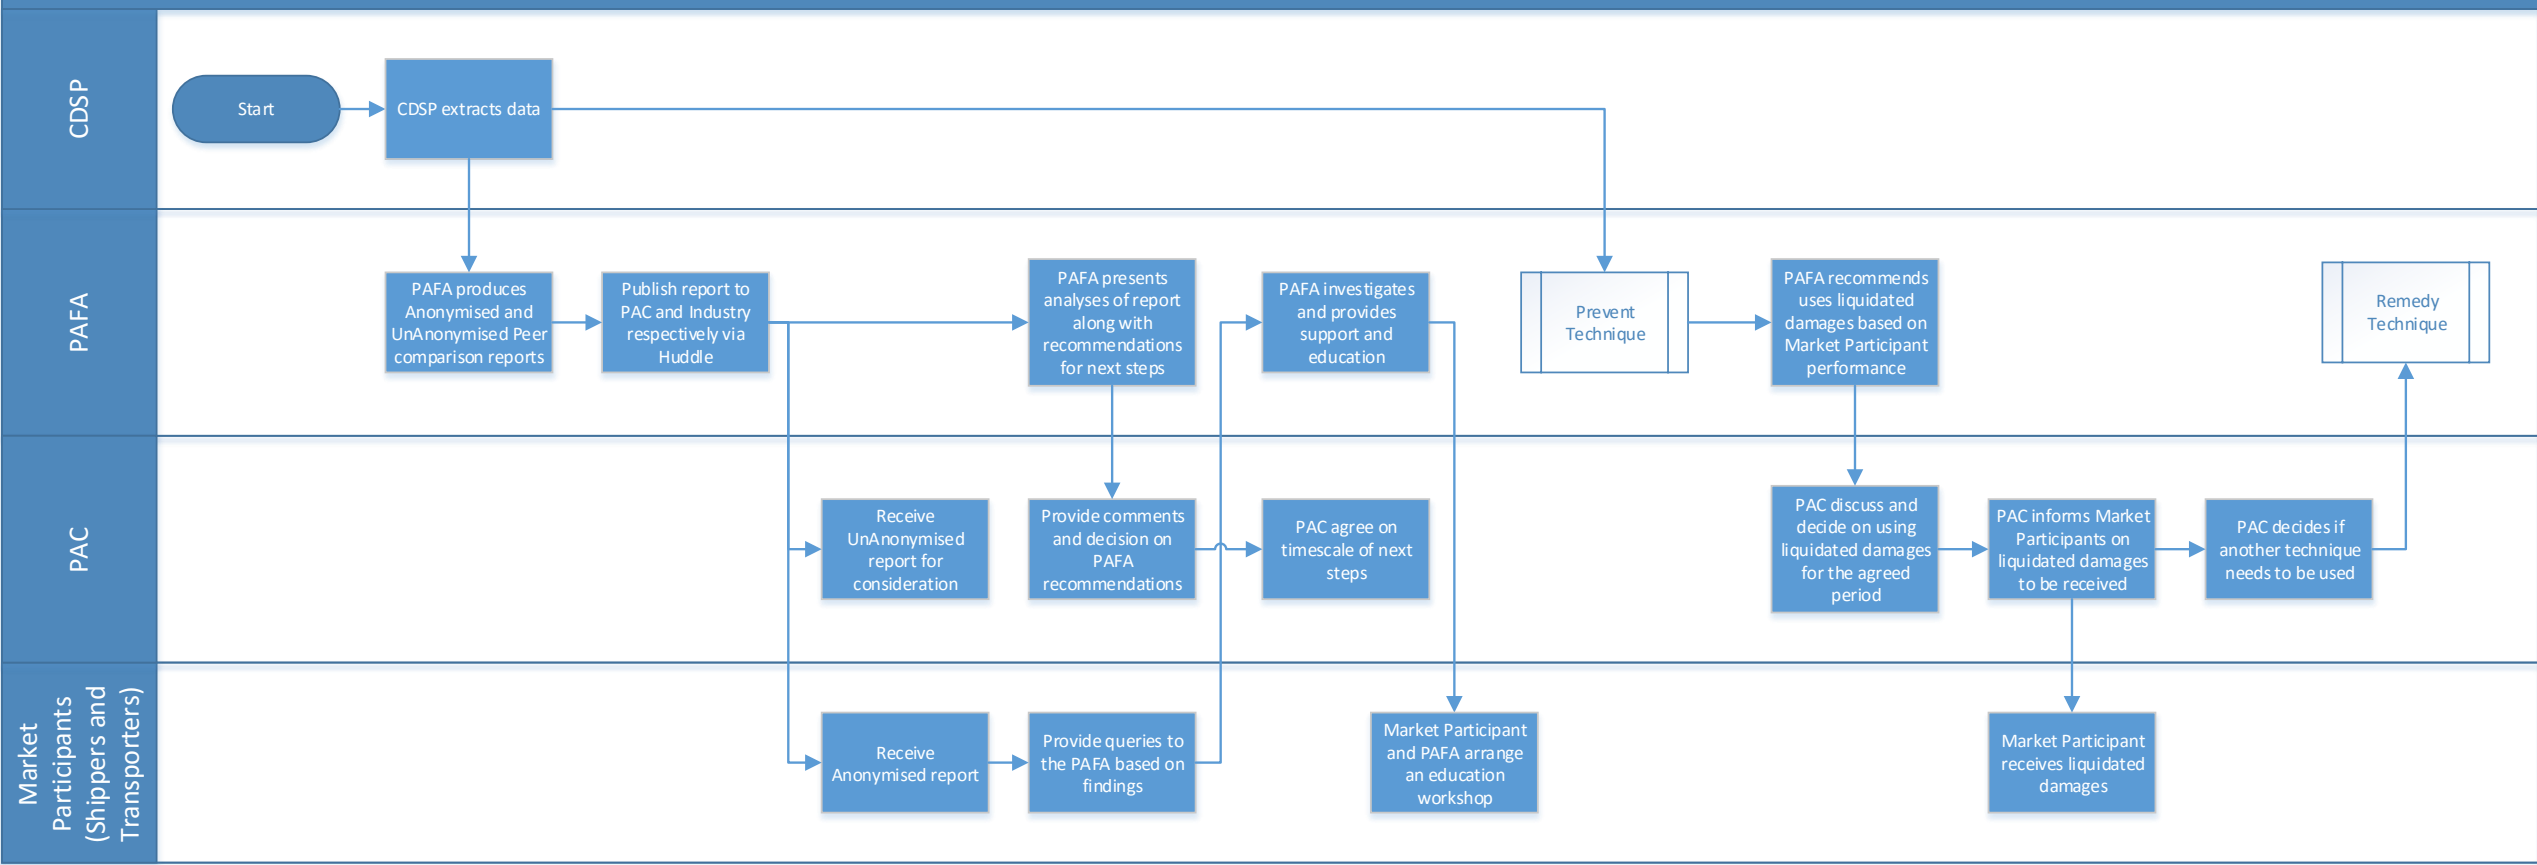 CDSP
Start
CDSP extracts data
PAFA
PAFA produces
Anonymised and
UnAnonymised Peer
comparison reports
Publish report to
PAC and Industry
respectively via
Huddle
PAFA presents
analyses of report
along with
recommendations
for next steps
PAFA investigates
and provides
support and
education
Prevent
Technique
PAFA recommends
uses liquidated
damages based on
Market Participant
performance
Remedy
Technique
PAC
Receive
UnAnonymised
report for
consideration
Provide comments
and decision on
PAFA
recommendations
PAC agree on
timescale of next
steps
PAC discuss and
decide on using
liquidated damages
for the agreed
period
PAC informs Market
Participants on
liquidated damages
to be received
PAC decides if
another technique
needs to be used
Market
Participants
(Shippers and
Transporters)
Receive
Anonymised report
Provide queries to
the PAFA based on
findings
Market Participant
and PAFA arrange
an education
workshop
Market Participant
receives liquidated
damages